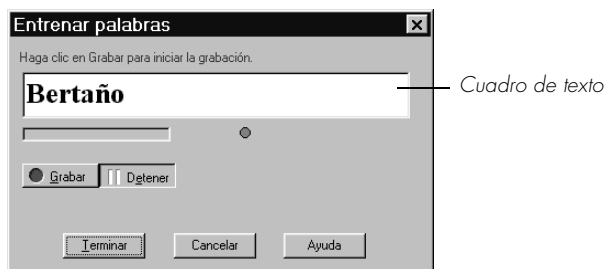 Entrenar palabras
Haga clic en Grabar para iniciar la grabación.
Bertaño
Cuadro de texto
Grabar Detener
Terminar Cancelar Ayuda